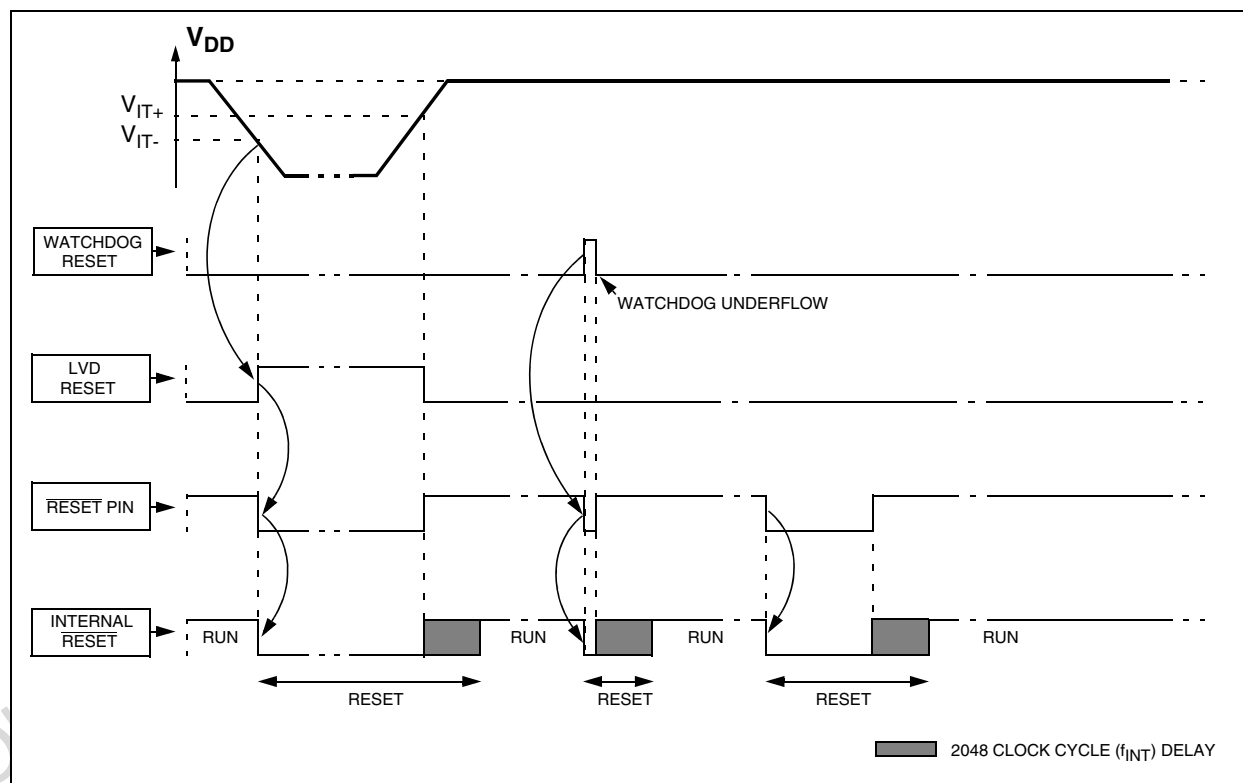 VDD
VIT+
VIT-
WATCHDOG
RESET
WATCHDOG UNDERFLOW
LVD
RESET
RESET PIN
INTERNAL
RESET
RUN
RUN
RUN
RUN
RESET
RESET
RESET
2048 CLOCK CYCLE (fINT) DELAY